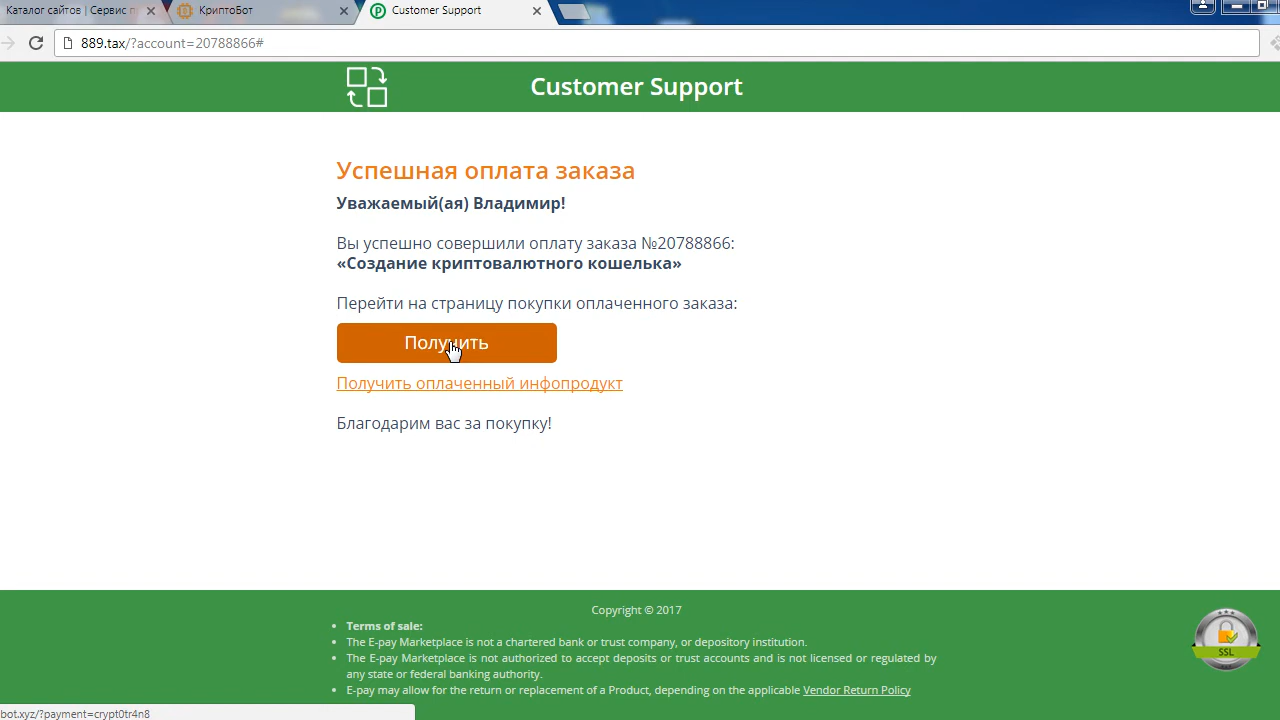 Каталог сайтов | Сервис п
КриптоБот
Customer Support
889.tax/?account=20788866#
Customer Support
Успешная оплата заказа
Уважаемый(ая) Владимир!
Вы успешно совершили оплату заказа №20788866:
«Создание криптовалютного кошелька»
Перейти на страницу покупки оплаченного заказа:
Получить
Получить оплаченный инфопродукт
Благодарим вас за покупку!
Copyright © 2017
• Terms of sale:
• The E-pay Marketplace is not a chartered bank or trust company, or depository institution.
• The E-pay Marketplace is not authorized to accept deposits or trust accounts and is not licensed or regulated by
any state or federal banking authority.
• E-pay may allow for the return or replacement of a Product, depending on the applicable Vendor Return Policy
SSL
bot.xyz/?payment=crypt0tr4n8